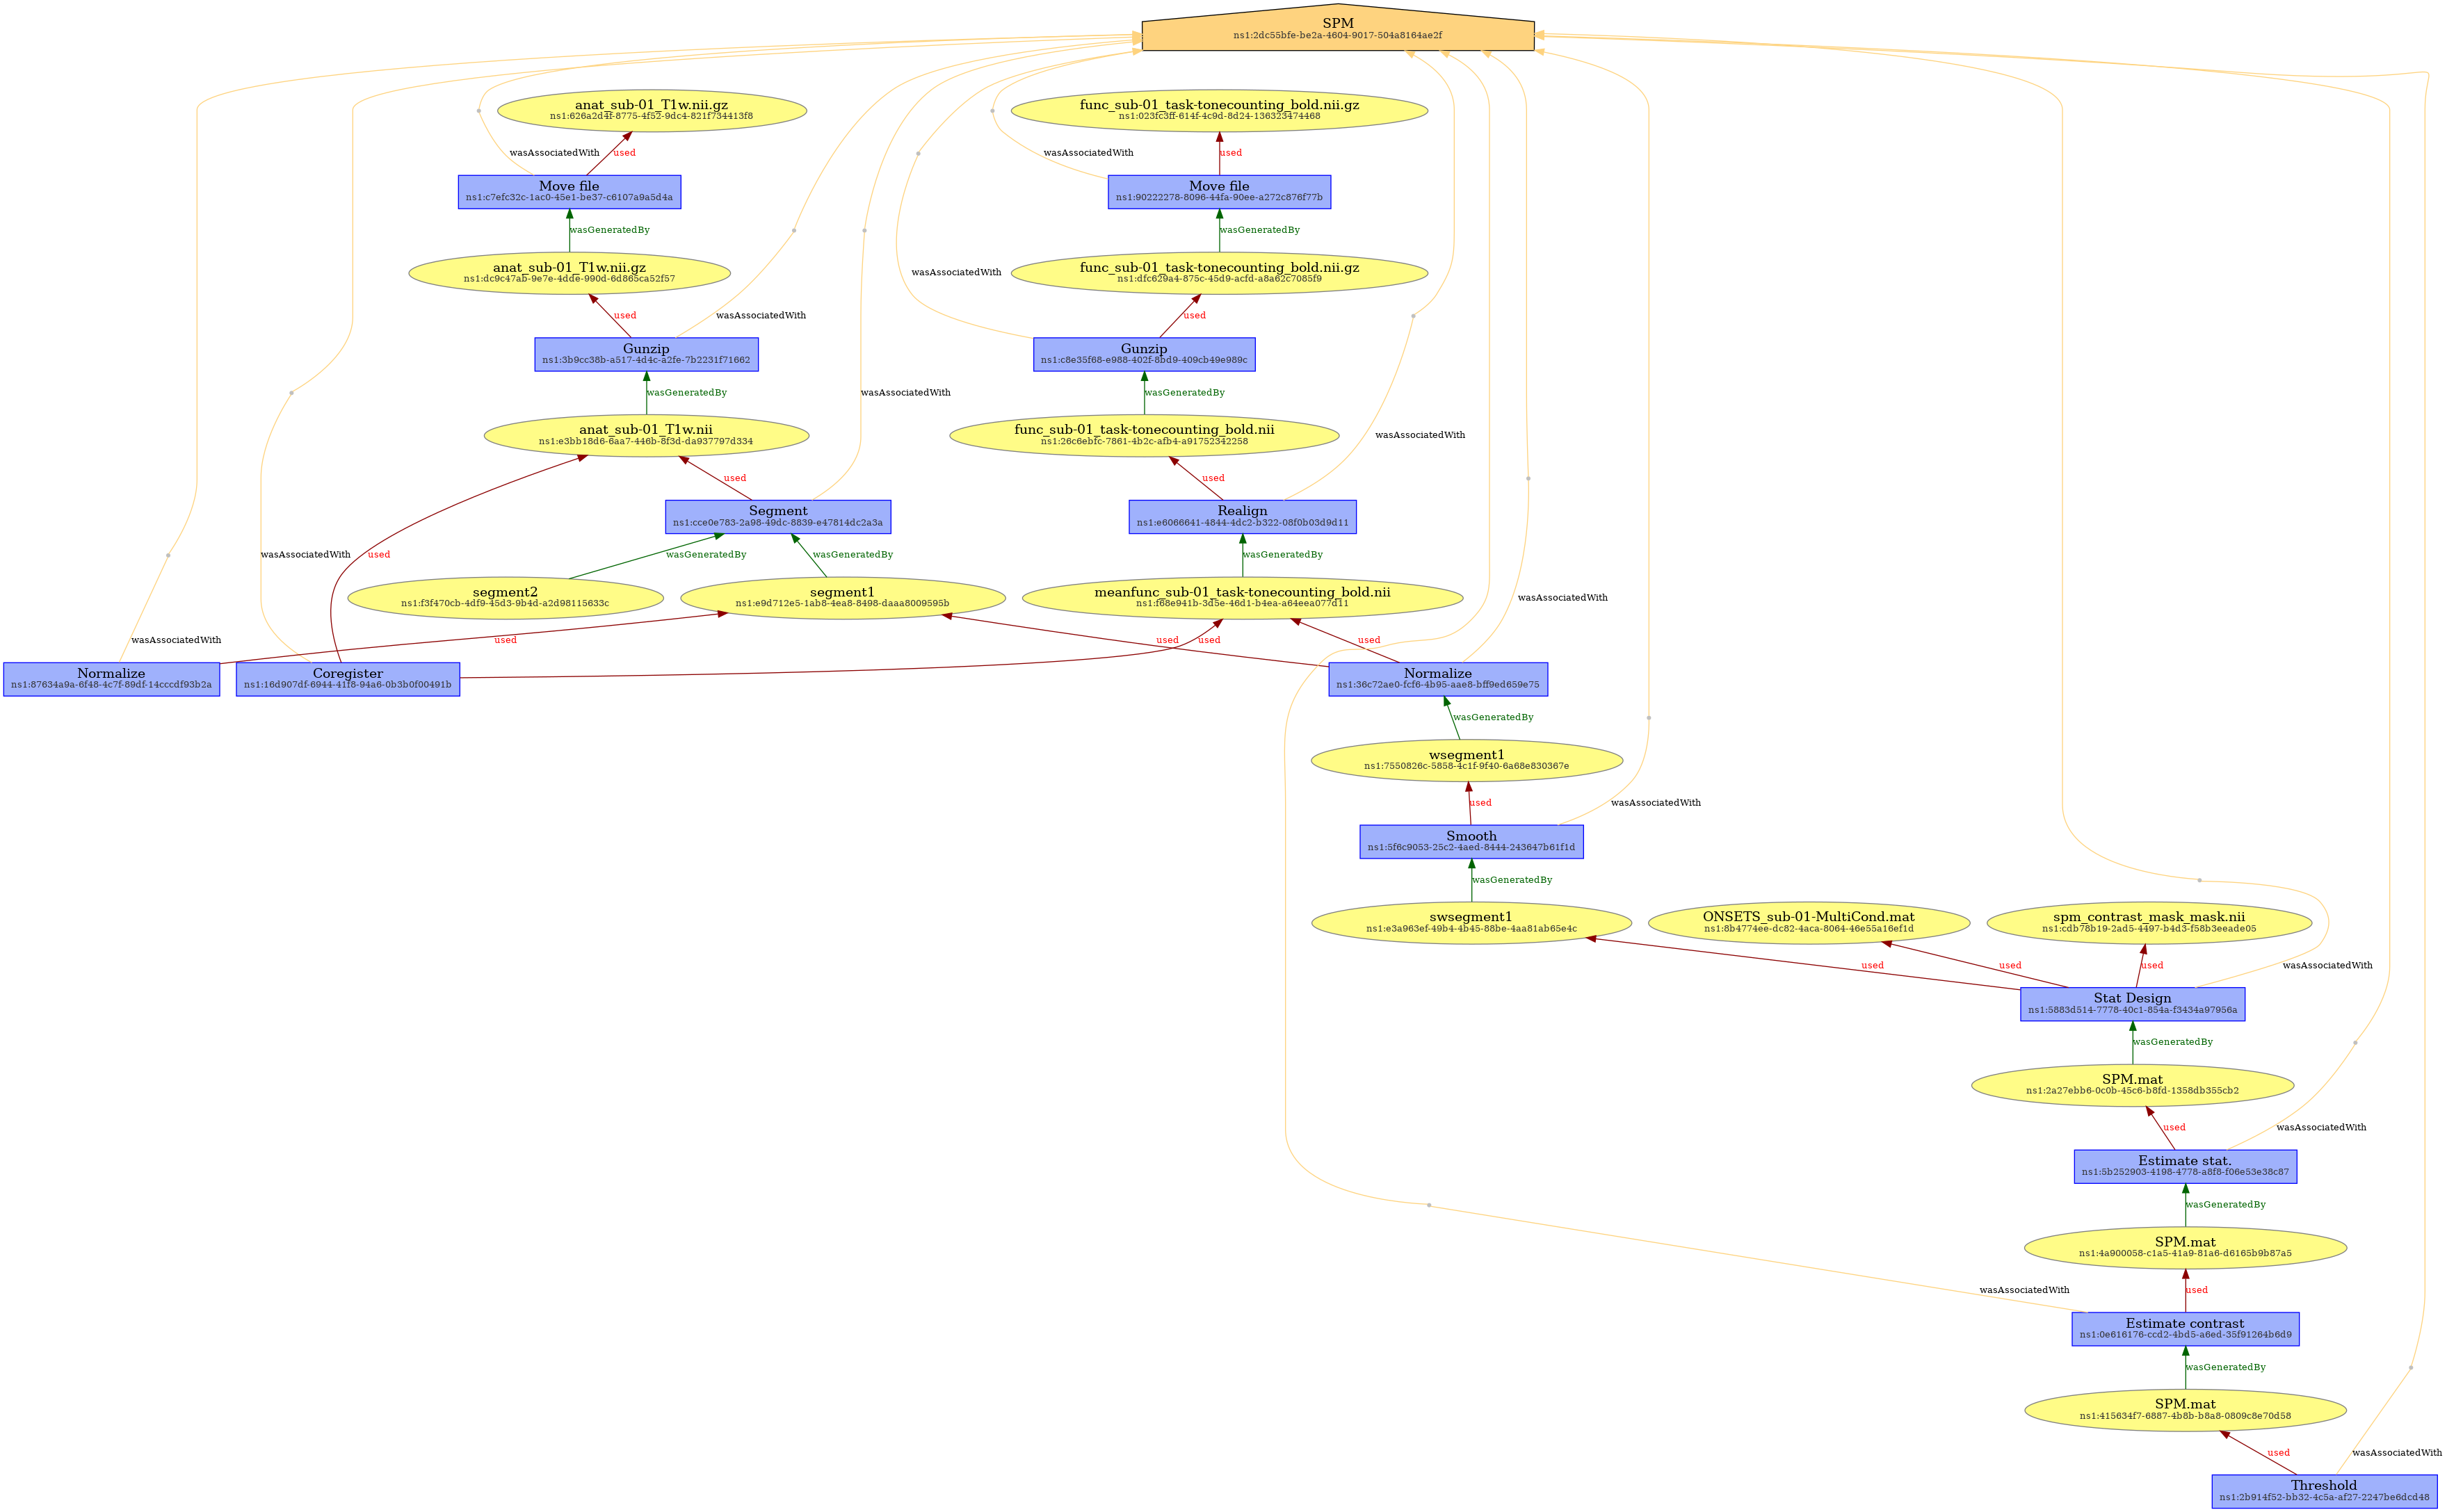 SPM
ns1:2dc55bfe-be2a-4604-9017-504a8164ae2f
anat_sub-01_T1w.nii.gz
ns1:626a2d4f-8775-4f52-9dc4-821f734413f8
func_sub-01_task-tonecounting_bold.nii.gz
ns1:023fc3ff-614f-4c9d-8d24-136323474468
wasAssociatedWith
used
wasAssociatedWith
used
Move file
ns1:c7efc32c-1ac0-45e1-be37-c6107a9a5d4a
Move file
ns1:90222278-8096-44fa-90ee-a272c876f77b
wasGeneratedBy
wasGeneratedBy
anat_sub-01_T1w.nii.gz
ns1:dc9c47ab-9e7e-4dde-990d-6d865ca52f57
func_sub-01_task-tonecounting_bold.nii.gz
ns1:dfc629a4-875c-45d9-acfd-a8a62c7085f9
wasAssociatedWith
used
wasAssociatedWith
used
Gunzip
ns1:3b9cc38b-a517-4d4c-a2fe-7b2231f71662
Gunzip
ns1:c8e35f68-e988-402f-8bd9-409cb49e989c
wasGeneratedBy
wasAssociatedWith
wasGeneratedBy
anat_sub-01_T1w.nii
ns1:e3bb18d6-6aa7-446b-8f3d-da937797d334
func_sub-01_task-tonecounting_bold.nii
ns1:26c6ebfc-7861-4b2c-afb4-a91752342258
wasAssociatedWith
used
used
Segment
ns1:cce0e783-2a98-49dc-8839-e47814dc2a3a
Realign
ns1:e6066641-4844-4dc2-b322-08f0b03d9d11
wasAssociatedWith
used
wasGeneratedBy
wasGeneratedBy
wasGeneratedBy
segment2
ns1:f3f470cb-4df9-45d3-9b4d-a2d98115633c
segment1
ns1:e9d712e5-1ab8-4ea8-8498-daaa8009595b
meanfunc_sub-01_task-tonecounting_bold.nii
ns1:f68e941b-3d5e-46d1-b4ea-a64eea077d11
wasAssociatedWith
wasAssociatedWith
used
used
used
used
Normalize
ns1:87634a9a-6f48-4c7f-89df-14cccdf93b2a
Coregister
ns1:16d907df-6944-41f8-94a6-0b3b0f00491b
Normalize
ns1:36c72ae0-fcf6-4b95-aae8-bff9ed659e75
wasGeneratedBy
wsegment1
ns1:7550826c-5858-4c1f-9f40-6a68e830367e
used
wasAssociatedWith
Smooth
ns1:5f6c9053-25c2-4aed-8444-243647b61f1d
wasGeneratedBy
swsegment1
ns1:e3a963ef-49b4-4b45-88be-4aa81ab65e4c
ONSETS_sub-01-MultiCond.mat
ns1:8b4774ee-dc82-4aca-8064-46e55a16ef1d
spm_contrast_mask_mask.nii
ns1:cdb78b19-2ad5-4497-b4d3-f58b3eeade05
used
used
used
wasAssociatedWith
Stat Design
ns1:5883d514-7778-40c1-854a-f3434a97956a
wasGeneratedBy
SPM.mat
ns1:2a27ebb6-0c0b-45c6-b8fd-1358db355cb2
used
wasAssociatedWith
Estimate stat.
ns1:5b252903-4198-4778-a8f8-f06e53e38c87
wasGeneratedBy
SPM.mat
ns1:4a900058-c1a5-41a9-81a6-d6165b9b87a5
wasAssociatedWith
used
Estimate contrast
ns1:0e616176-ccd2-4bd5-a6ed-35f91264b6d9
wasGeneratedBy
SPM.mat
ns1:415634f7-6887-4b8b-b8a8-0809c8e70d58
used
wasAssociatedWith
Threshold
ns1:2b914f52-bb32-4c5a-af27-2247be6dcd48